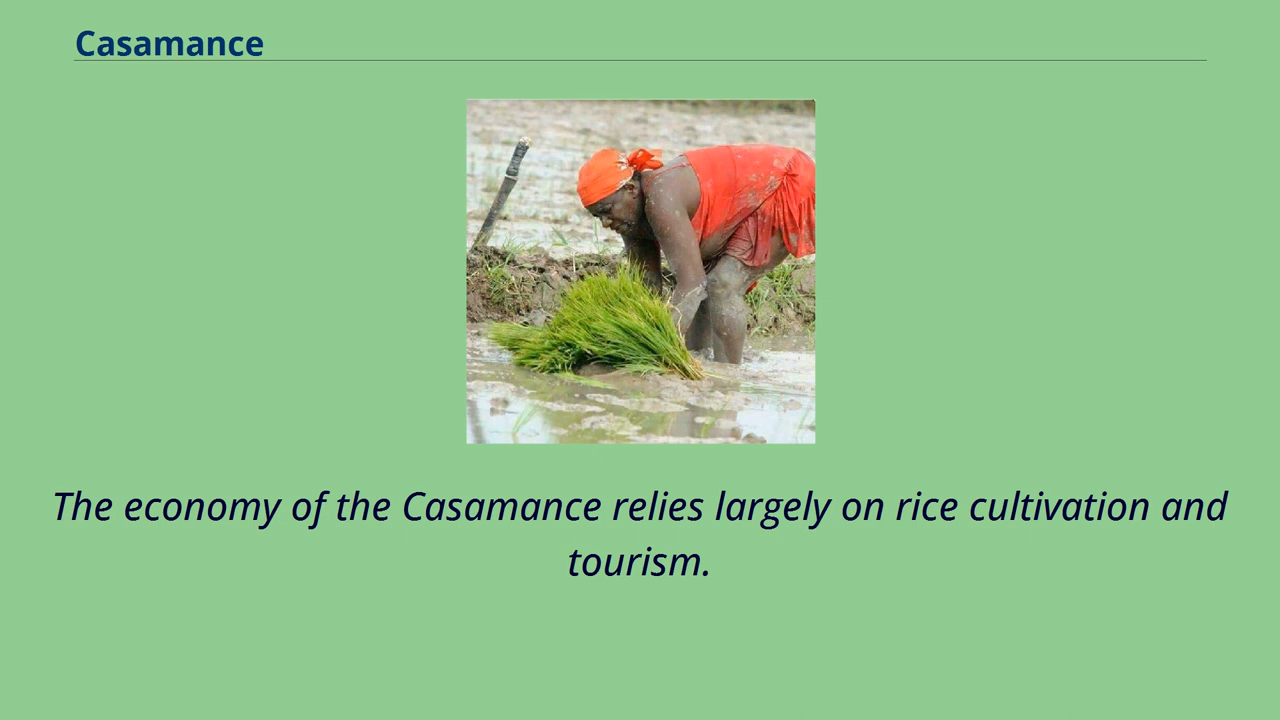 Casamance
The economy of the Casamance relies largely on rice cultivation and
tourism.